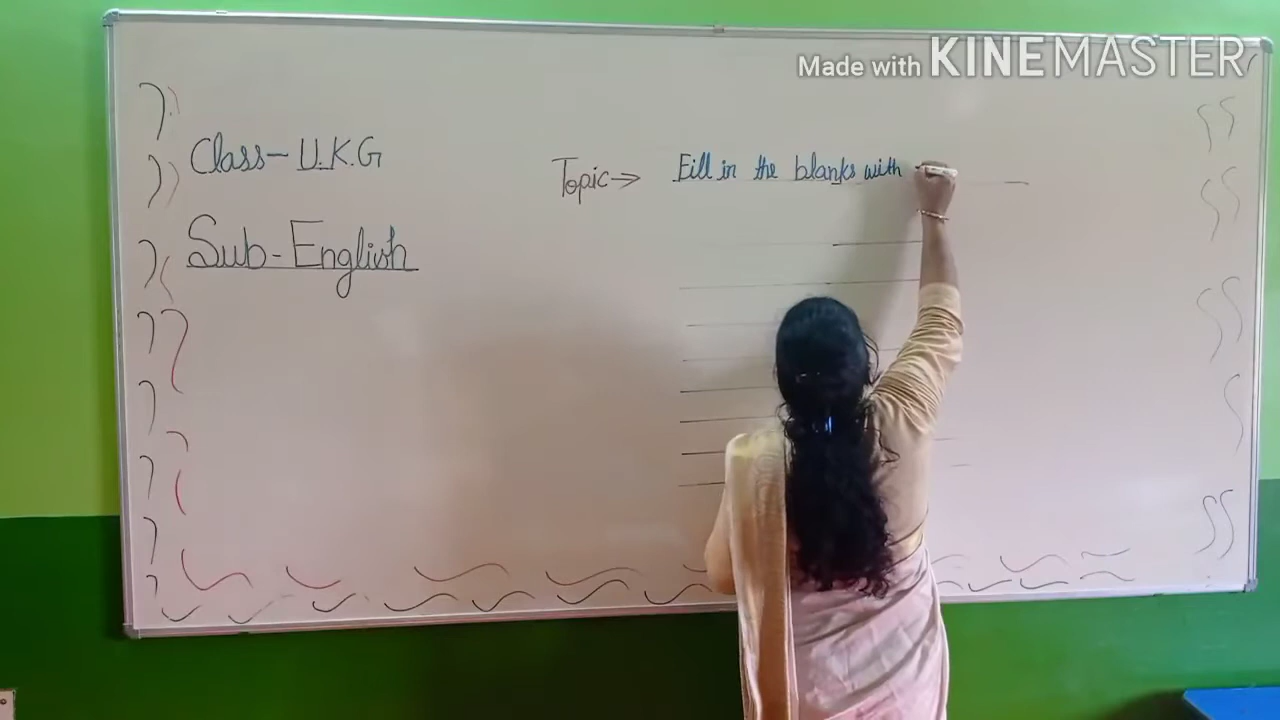 Made with KINEMASTER
Class- U.K.G
Topic→ Fill in the blanks with
Sub- English